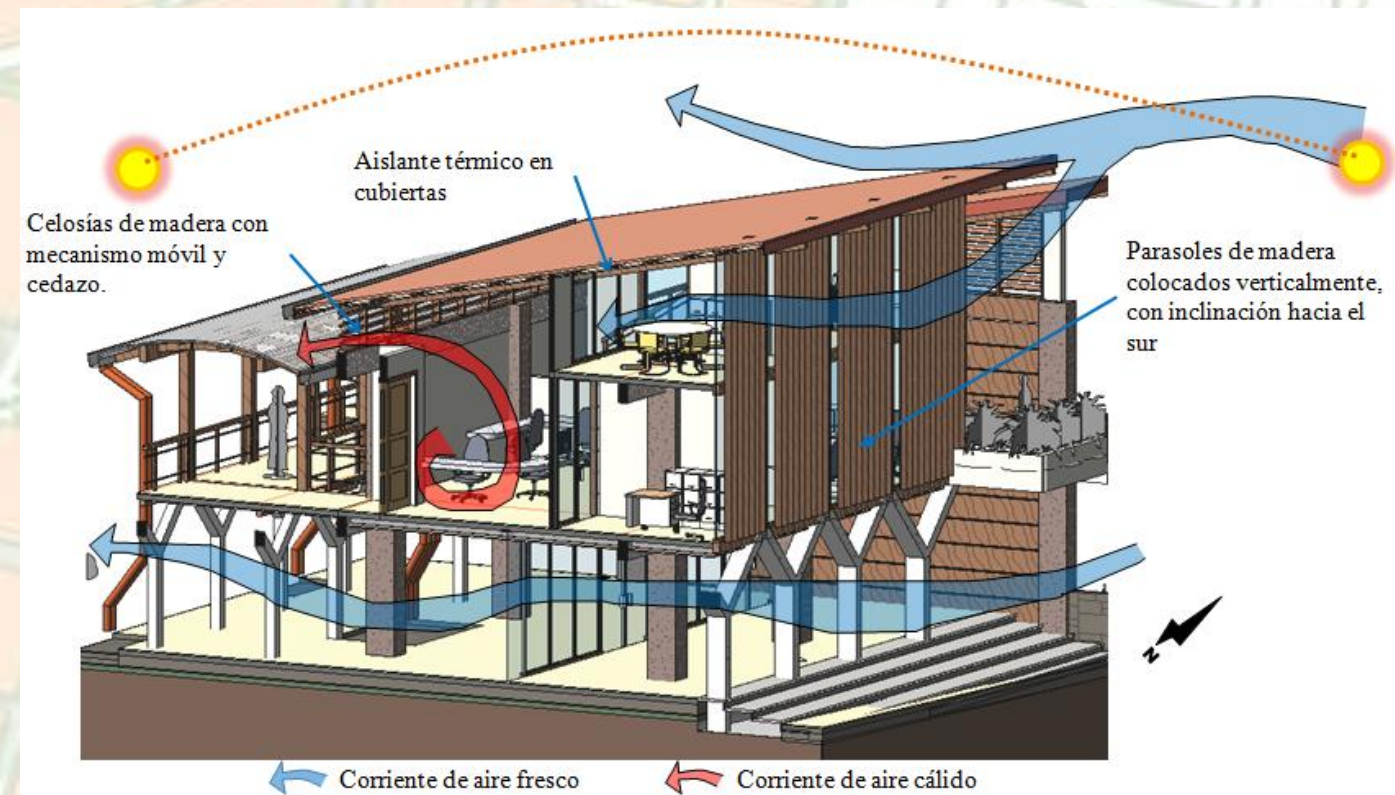 Aislante térmico en
cubiertas
Celosías de madera con
mecanismo móvil y
cedazo.
Parasoles de madera
colocados verticalmente,
con inclinación hacia el
sur
N
Corriente de aire fresco
Corriente de aire cálido